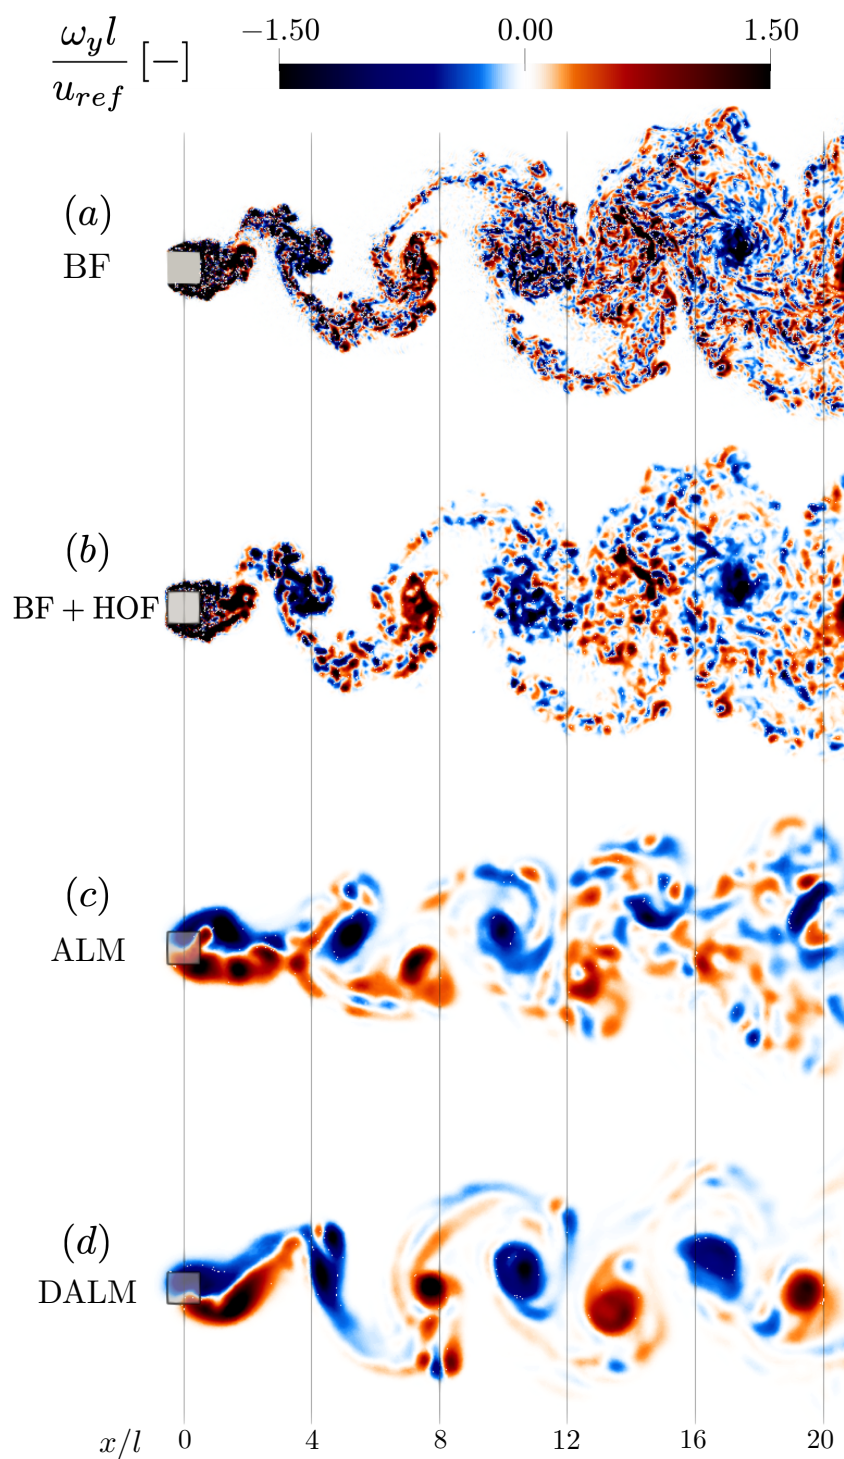 ω_y l / u_ref [−]
−1.50 0.00 1.50
(a)
BF
(b)
BF + HOF
(c)
ALM
(d)
DALM
x/l 0 4 8 12 16 20